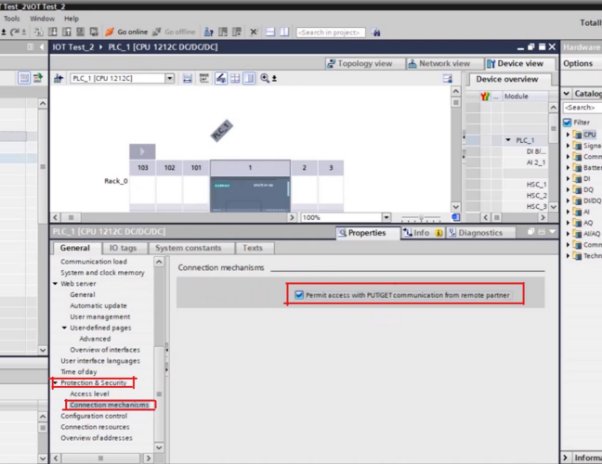 IOT Test_2\IOT Test_2
Tools Window Help
Totall
Go online
Go offline
<Search in project>
IOT Test_2 ▸ PLC_1 [CPU 1212C DC/DC/DC]
Hardware
Topology view
Network view
Device view
Options
PLC_1 [CPU 1212C]
Device overview
Module
Catalog
<Search>
Filter
CPU
Signa
Comm
Batter
DI
DQ
DI/DQ
AI
AQ
AI/AQ
Comm
Techn
PLC_1
DI 8/...
AI 2_1
HSC_1
HSC_2
HSC_3
PLC_1
103 102 101 1 2 3
Rack_0
100%
PLC_1 [CPU 1212C DC/DC/DC]
Properties
Info
Diagnostics
General
IO tags
System constants
Texts
Communication load
System and clock memory
Web server
General
Automatic update
User management
User-defined pages
Advanced
Overview of interfaces
User interface languages
Time of day
Protection & Security
Access level
Connection mechanisms
Configuration control
Connection resources
Overview of addresses
Connection mechanisms
Permit access with PUT/GET communication from remote partner
Informa